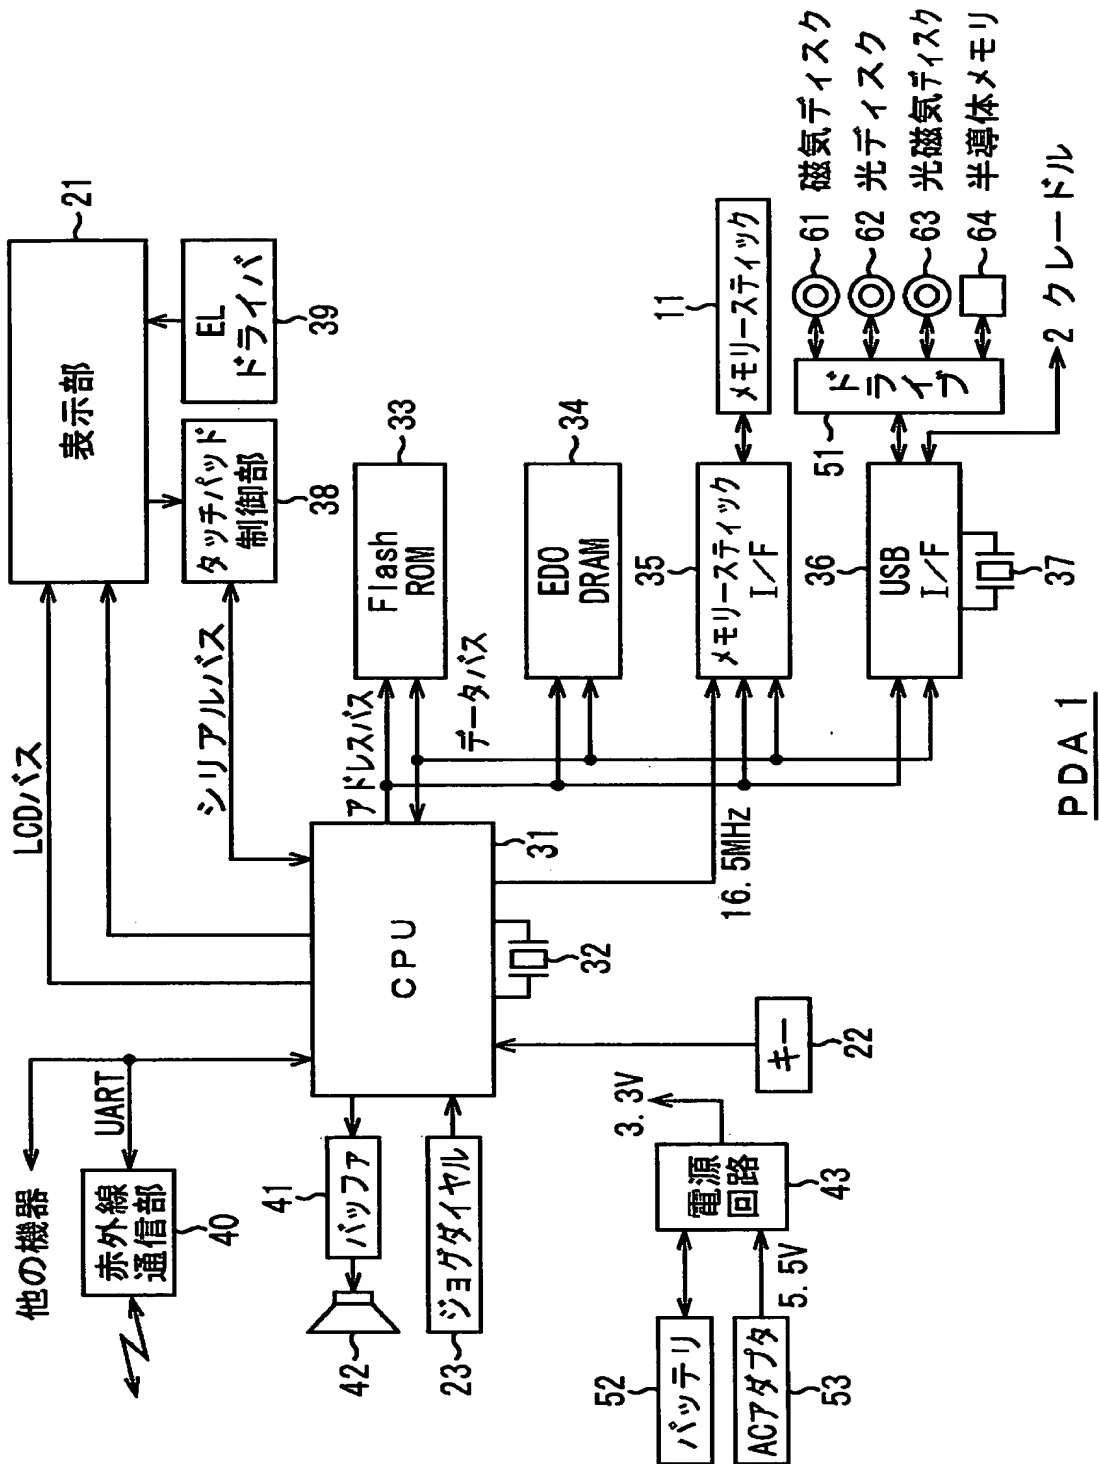 他の機器
UART
赤外線
通信部
40
LCDバス
シリアルバス
表示部
21
タッチパッド
制御部
38
EL
ドライバ
39
バッファ
41
42
ジョグダイヤル
23
CPU
31
32
アドレスバス
データバス
Flash
ROM
33
EDO
DRAM
34
16.5MHz
35
メモリースティック
I/F
メモリースティック
11
36
USB
I/F
37
ドライブ
51
61 磁気ディスク
62 光ディスク
63 光磁気ディスク
64 半導体メモリ
2 クレードル
キー
22
3.3V
電源
回路
43
5.5V
バッテリ
52
ACアダプタ
53
PDA 1